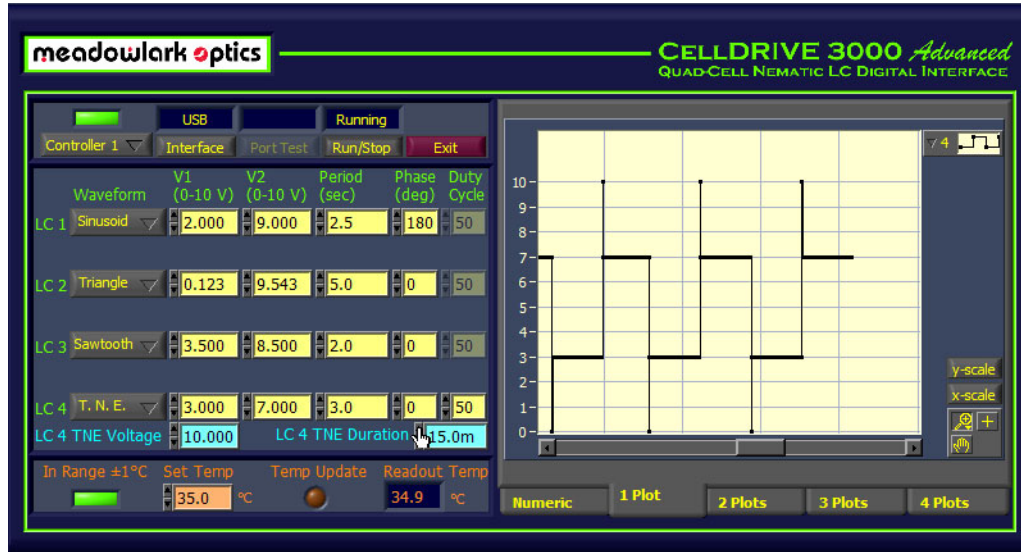 meadowlark optics
CELLDRIVE 3000 Advanced
QUAD-CELL NEMATIC LC DIGITAL INTERFACE
USB Running
Controller 1 Interface Port Test Run/Stop Exit
V1 V2 Period Phase Duty
Waveform (0-10 V) (0-10 V) (sec) (deg) Cycle
LC 1 Sinusoid 2.000 9.000 2.5 180 50
LC 2 Triangle 0.123 9.543 5.0 0 50
LC 3 Sawtooth 3.500 8.500 2.0 0 50
LC 4 T. N. E. 3.000 7.000 3.0 0 50
LC 4 TNE Voltage 10.000 LC 4 TNE Duration 15.0m
In Range ±1°C Set Temp Temp Update Readout Temp
35.0 °C 34.9 °C
4
10
9
8
7
6
5
4
3
2
1
0
y-scale
x-scale
Numeric 1 Plot 2 Plots 3 Plots 4 Plots